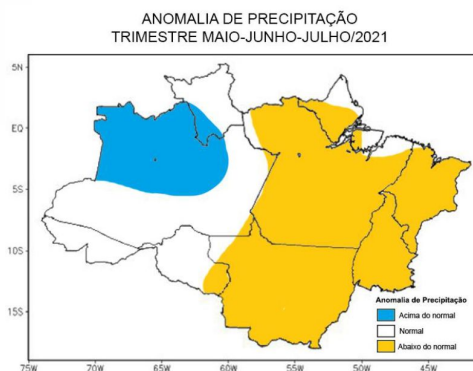 ANOMALIA DE PRECIPITAÇÃO
TRIMESTRE MAIO-JUNHO-JULHO/2021
5N
EQ
5S
10S
15S
Anomalia de Precipitação
Acima do normal
Normal
Abaixo do normal
75W 70W 65W 60W 55W 50W 45W